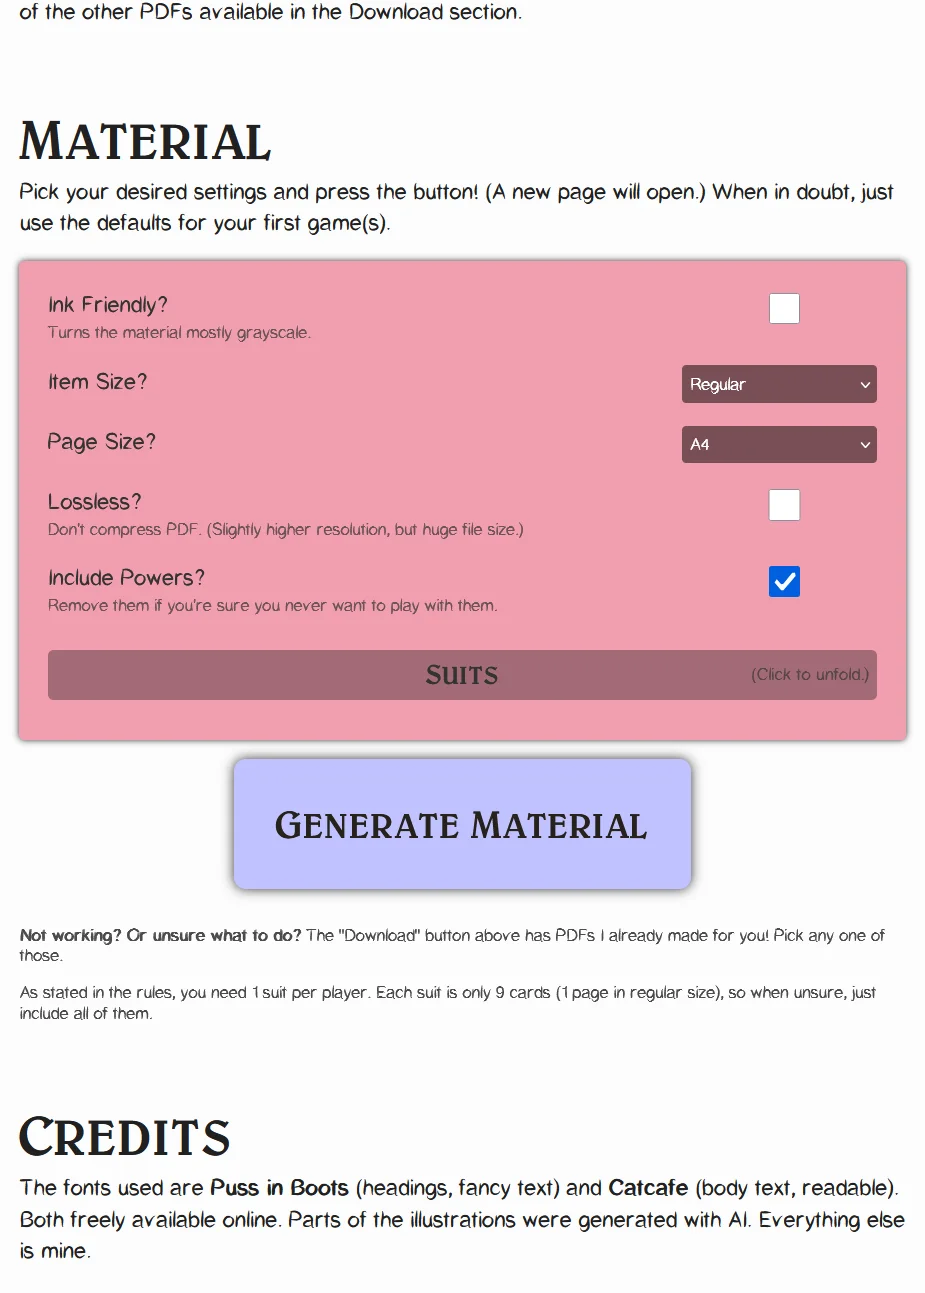 of the other PDFs available in the Download section.
Material
Pick your desired settings and press the button! (A new page will open.) When in doubt, just
use the defaults for your first game(s).
Ink Friendly?
Turns the material mostly grayscale.
Item Size?
Regular
Page Size?
A4
Lossless?
Don't compress PDF. (Slightly higher resolution, but huge file size.)
Include Powers?
Remove them if you're sure you never want to play with them.
Suits
(Click to unfold.)
Generate Material
Not working? Or unsure what to do? The "Download" button above has PDFs I already made for you! Pick any one of
those.
As stated in the rules, you need 1 suit per player. Each suit is only 9 cards (1 page in regular size), so when unsure, just
include all of them.
Credits
The fonts used are Puss in Boots (headings, fancy text) and Catcafe (body text, readable).
Both freely available online. Parts of the illustrations were generated with AI. Everything else
is mine.